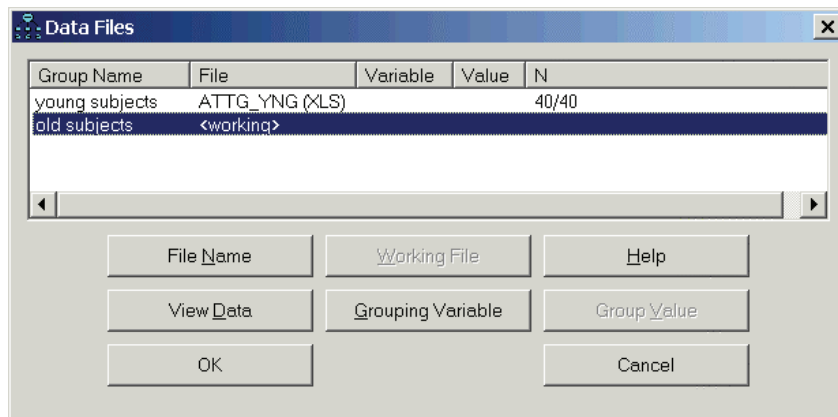 Data Files
Group Name File Variable Value N
young subjects ATTG_YNG (XLS) 40/40
old subjects <working>
File Name Working File Help
View Data Grouping Variable Group Value
OK Cancel